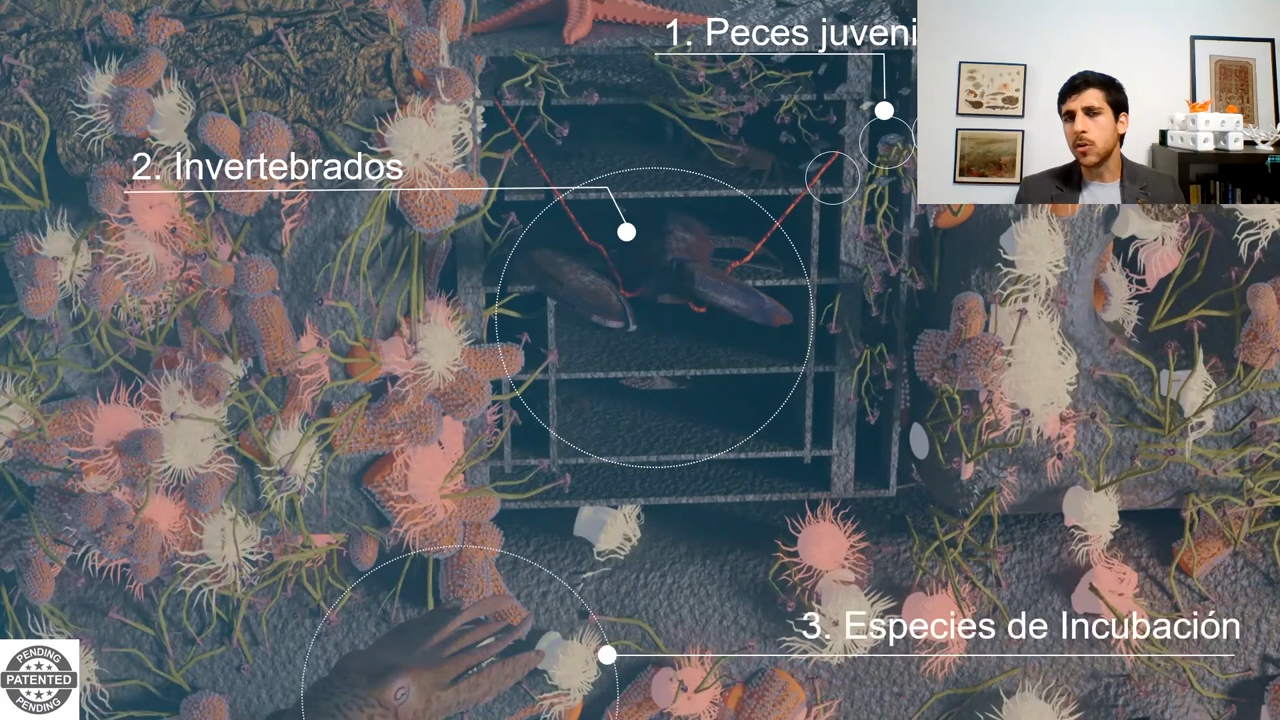 1. Peces juveni
2. Invertebrados
3. Especies de Incubación
PENDING
PATENTED
PENDING